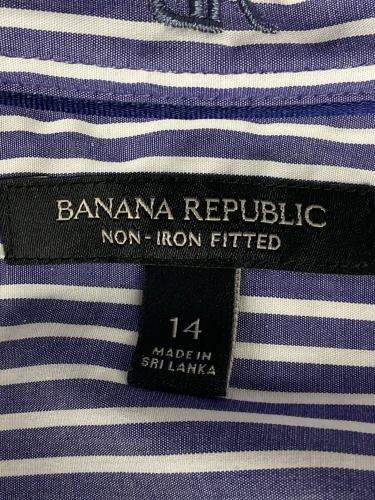 BANANA REPUBLIC
NON-IRON FITTED
14
MADE IN
SRI LANKA